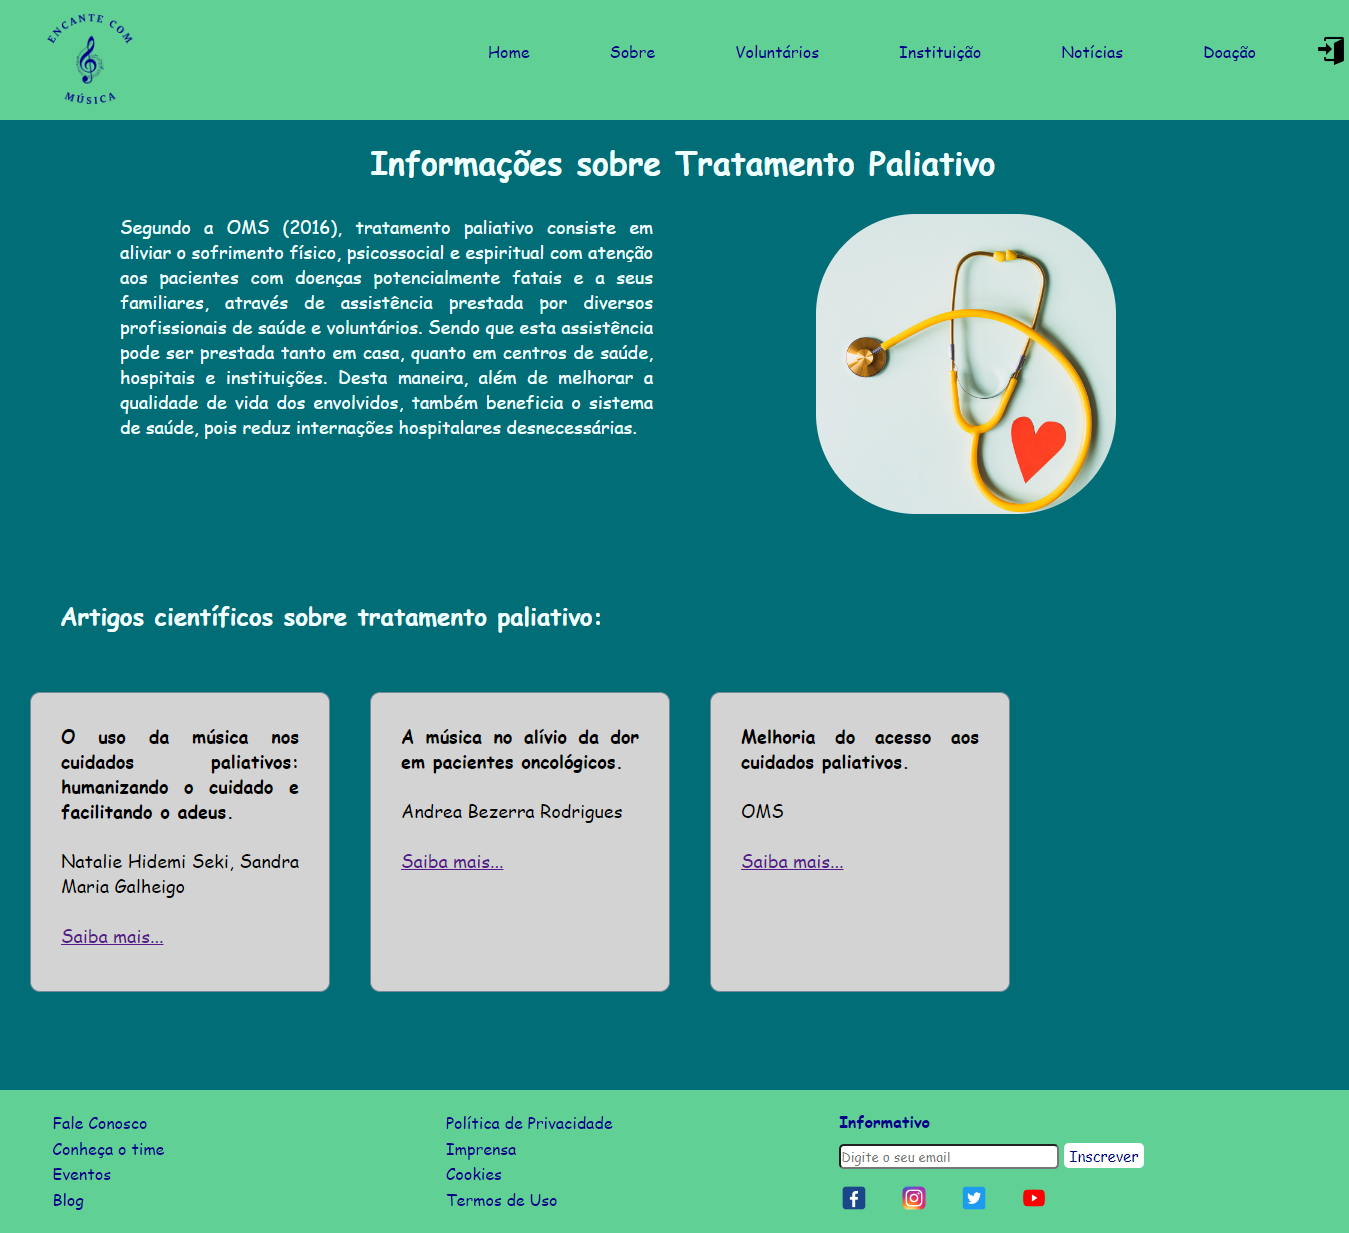 ENCANTE COM
MÚSICA
Home
Sobre
Voluntários
Instituição
Notícias
Doação
Informações sobre Tratamento Paliativo
Segundo a OMS (2016), tratamento paliativo consiste em
aliviar o sofrimento físico, psicossocial e espiritual com atenção
aos pacientes com doenças potencialmente fatais e a seus
familiares, através de assistência prestada por diversos
profissionais de saúde e voluntários. Sendo que esta assistência
pode ser prestada tanto em casa, quanto em centros de saúde,
hospitais e instituições. Desta maneira, além de melhorar a
qualidade de vida dos envolvidos, também beneficia o sistema
de saúde, pois reduz internações hospitalares desnecessárias.
Artigos científicos sobre tratamento paliativo:
O uso da música nos
cuidados paliativos:
humanizando o cuidado e
facilitando o adeus.
Natalie Hidemi Seki, Sandra
Maria Galheigo
Saiba mais...
A música no alívio da dor
em pacientes oncológicos.
Andrea Bezerra Rodrigues
Saiba mais...
Melhoria do acesso aos
cuidados paliativos.
OMS
Saiba mais...
Fale Conosco
Conheça o time
Eventos
Blog
Política de Privacidade
Imprensa
Cookies
Termos de Uso
Informativo
Digite o seu email
Inscrever